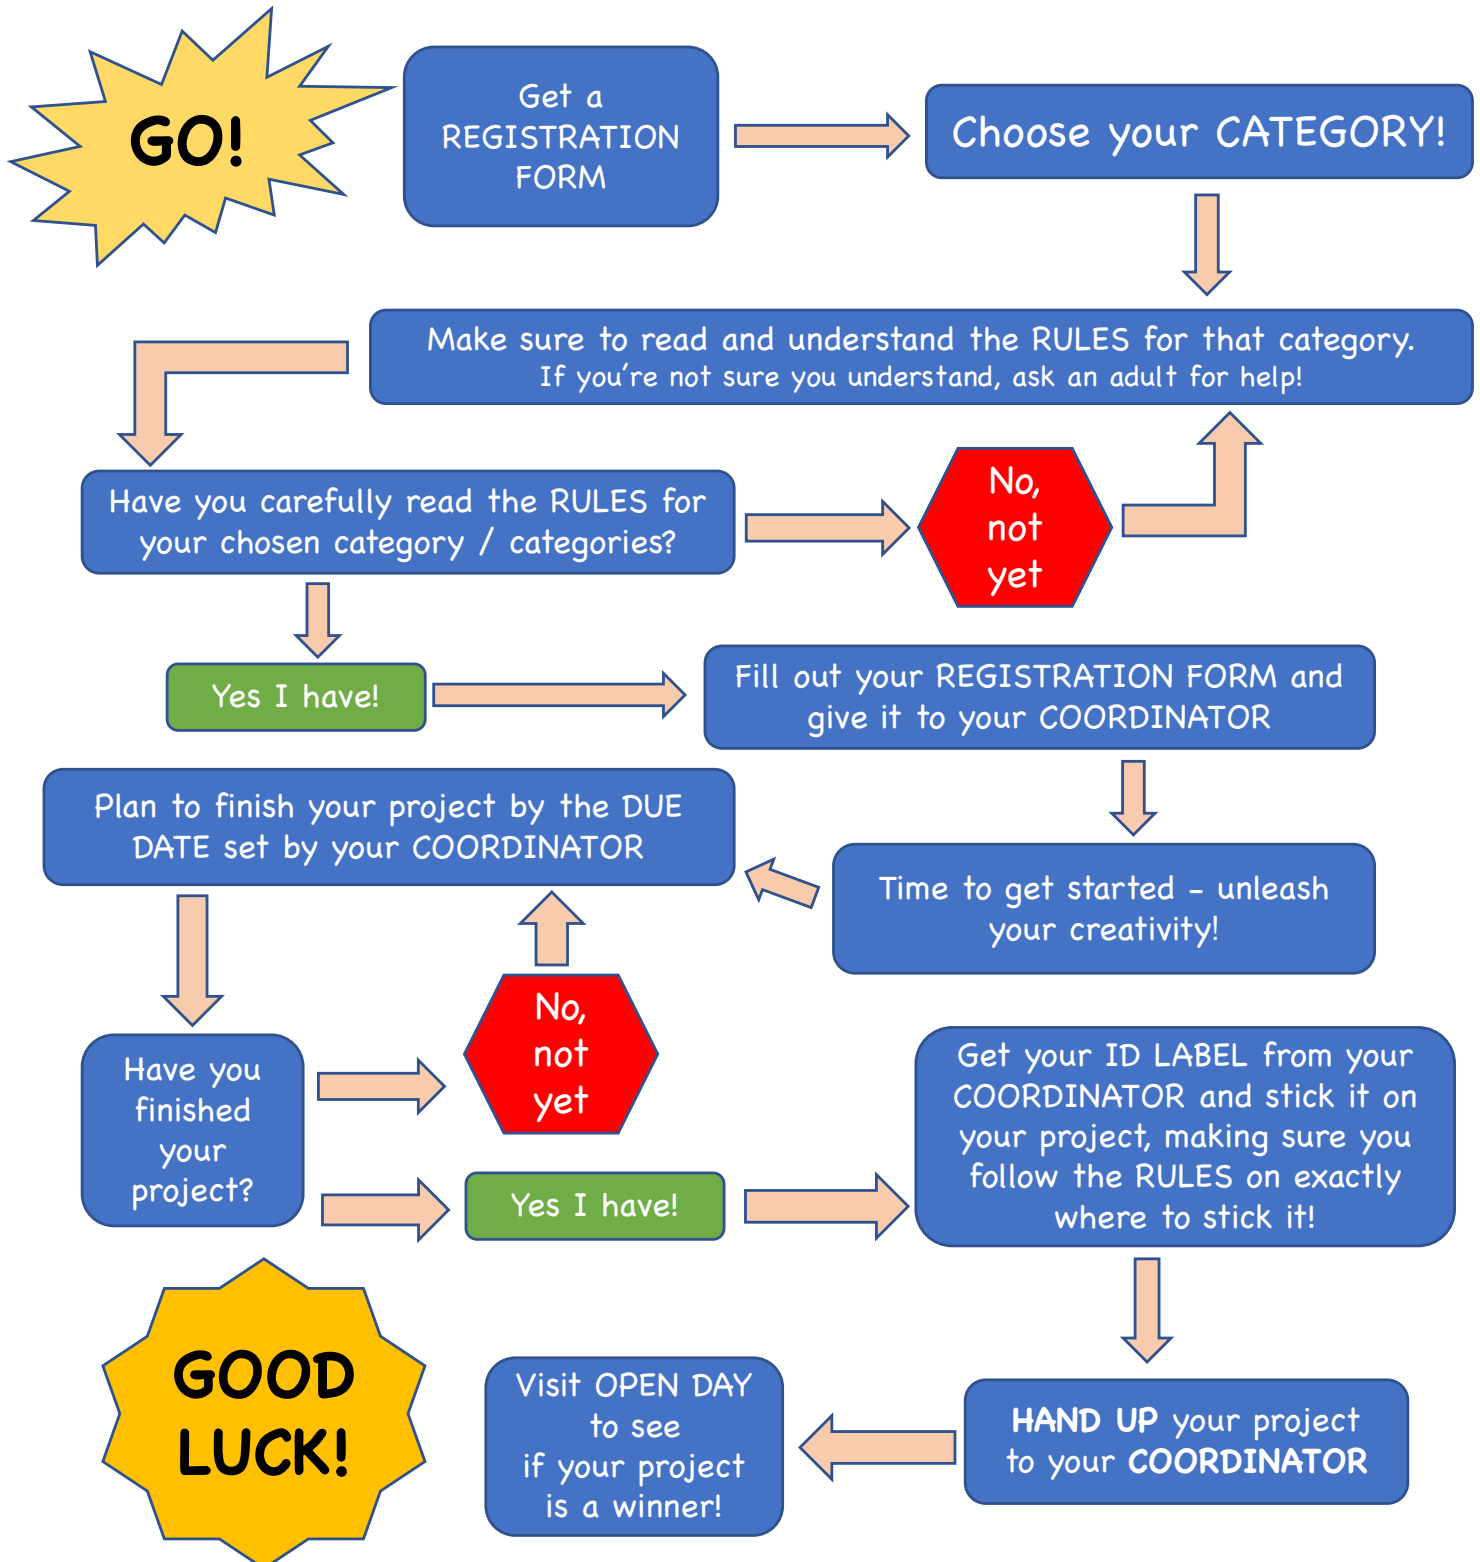 GO!
Get a
REGISTRATION
FORM
Choose your CATEGORY!
Make sure to read and understand the RULES for that category.
If you're not sure you understand, ask an adult for help!
Have you carefully read the RULES for
your chosen category / categories?
No,
not
yet
Yes I have!
Fill out your REGISTRATION FORM and
give it to your COORDINATOR
Time to get started – unleash
your creativity!
Plan to finish your project by the DUE
DATE set by your COORDINATOR
Have you
finished
your
project?
No,
not
yet
Yes I have!
Get your ID LABEL from your
COORDINATOR and stick it on
your project, making sure you
follow the RULES on exactly
where to stick it!
HAND UP your project
to your COORDINATOR
Visit OPEN DAY
to see
if your project
is a winner!
GOOD
LUCK!